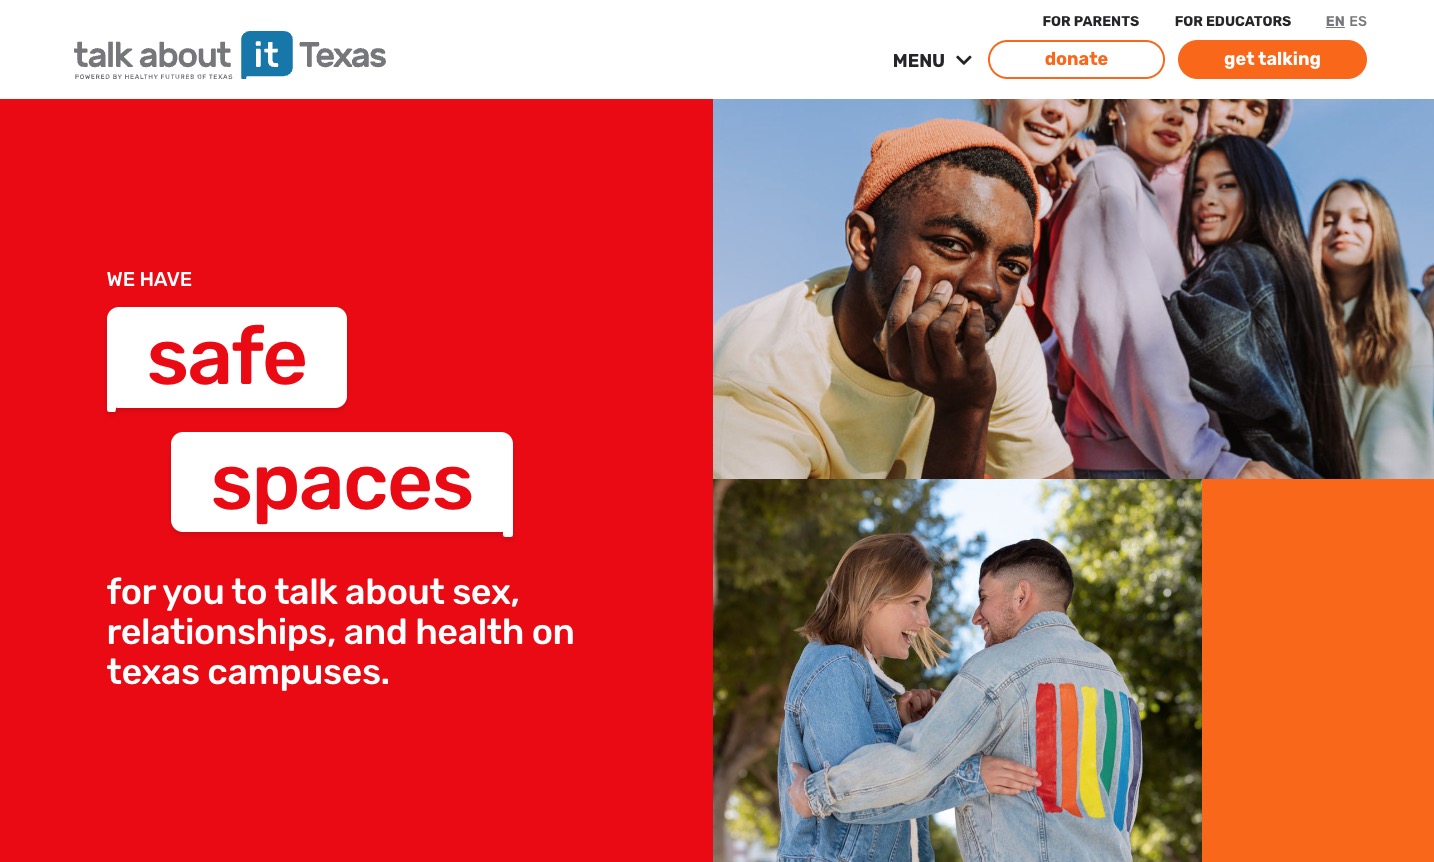 FOR PARENTS FOR EDUCATORS EN ES
talk about it Texas
POWERED BY HEALTHY FUTURES OF TEXAS
MENU donate get talking
WE HAVE
safe
spaces
for you to talk about sex,
relationships, and health on
texas campuses.